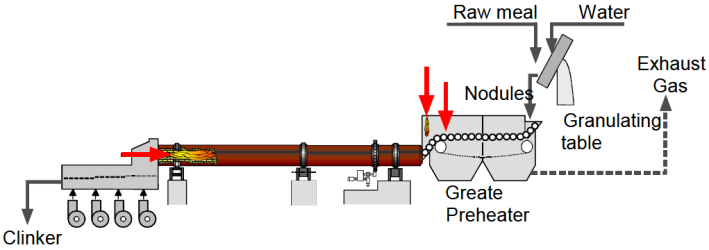 Raw meal
Water
Exhaust
Gas
Nodules
Granulating
table
Greate
Preheater
Clinker